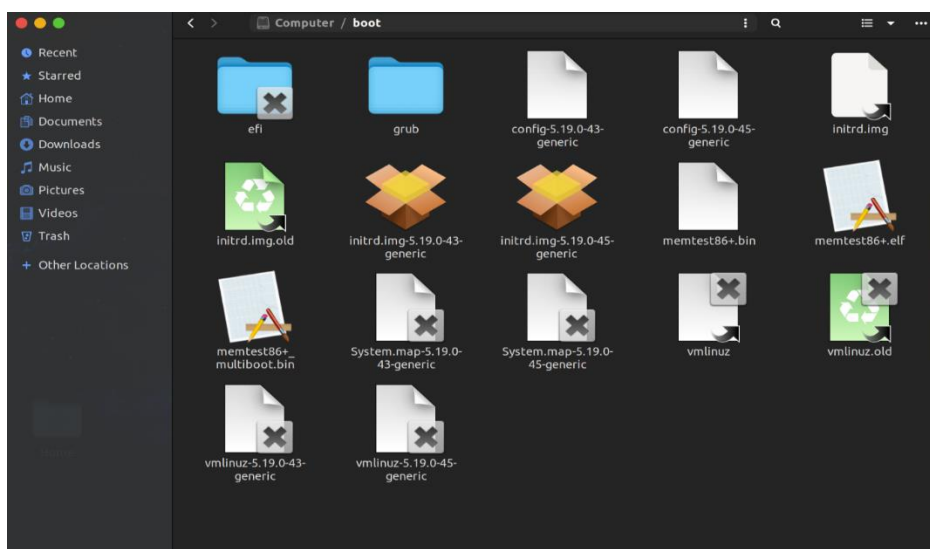 Computer / boot
Recent
Starred
Home
Documents
Downloads
Music
Pictures
Videos
Trash
+ Other Locations
efi
grub
config-5.19.0-43-
generic
config-5.19.0-45-
generic
initrd.img
initrd.img.old
initrd.img-5.19.0-43-
generic
initrd.img-5.19.0-45-
generic
memtest86+.bin
memtest86+.elf
memtest86+_
multiboot.bin
System.map-5.19.0-
43-generic
System.map-5.19.0-
45-generic
vmlinuz
vmlinuz.old
vmlinuz-5.19.0-43-
generic
vmlinuz-5.19.0-45-
generic